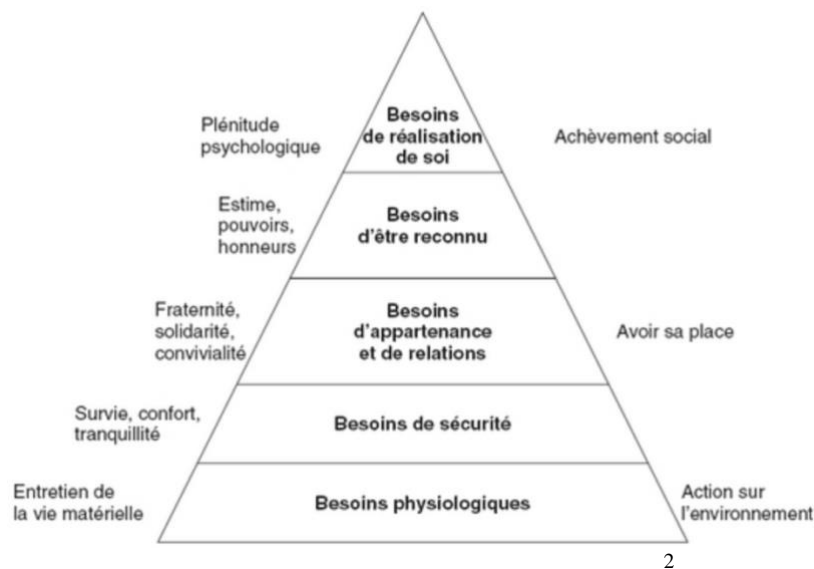 Plénitude
psychologique
Besoins
de réalisation
de soi
Achèvement social
Estime,
pouvoirs,
honneurs
Besoins
d'être reconnu
Fraternité,
solidarité,
convivialité
Besoins
d'appartenance
et de relations
Avoir sa place
Survie, confort,
tranquillité
Besoins de sécurité
Entretien de
la vie matérielle
Besoins physiologiques
Action sur
l'environnement
2